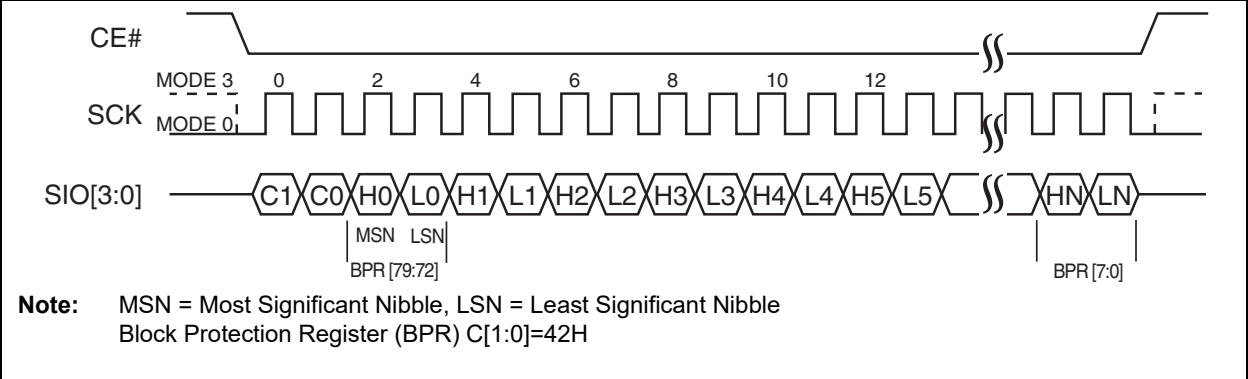 CE#
MODE 3 0 2 4 6 8 10 12
SCK
MODE 0
SIO[3:0] C1 C0 H0 L0 H1 L1 H2 L2 H3 L3 H4 L4 H5 L5 HN LN
MSN LSN
BPR [79:72] BPR [7:0]
Note: MSN = Most Significant Nibble, LSN = Least Significant Nibble
Block Protection Register (BPR) C[1:0]=42H